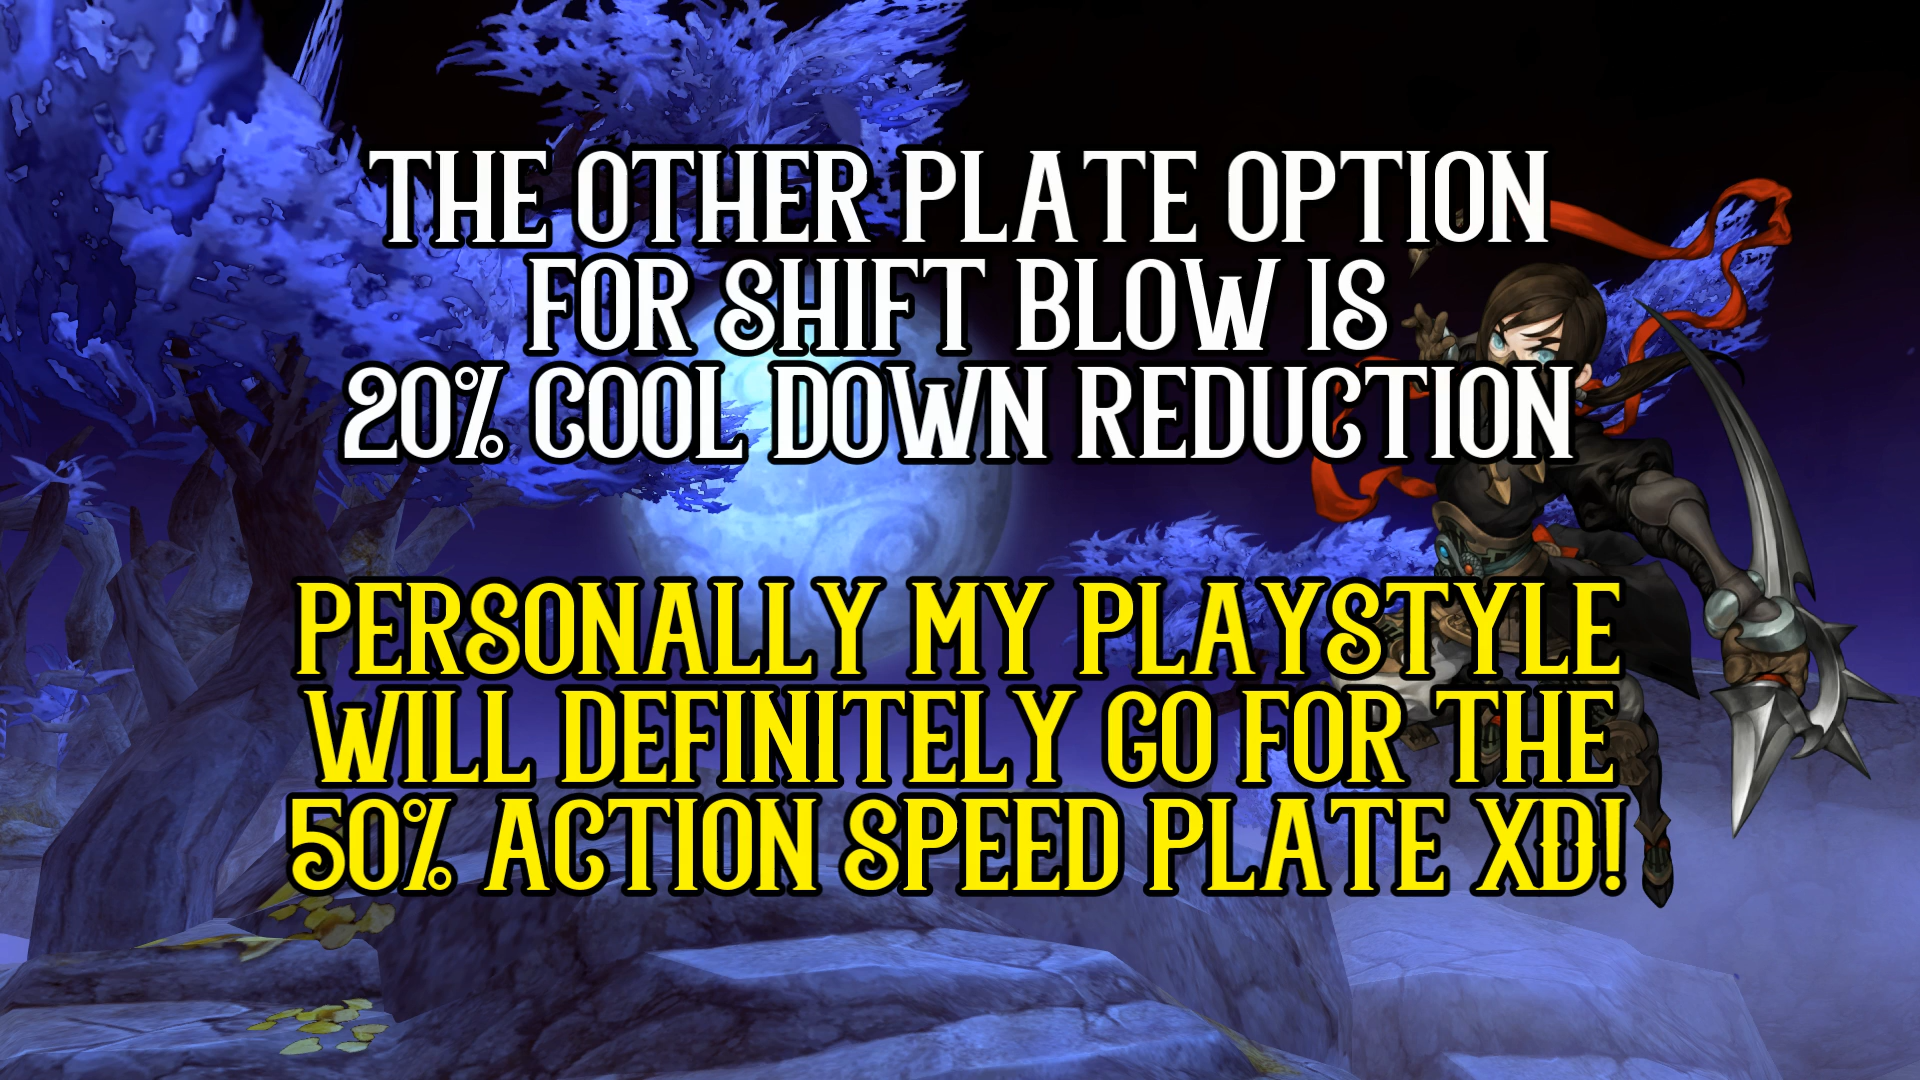 THE OTHER PLATE OPTION
FOR SHIFT BLOW IS
20% COOL DOWN REDUCTION
PERSONALLY MY PLAYSTYLE
WILL DEFINITELY GO FOR THE
50% ACTION SPEED PLATE XD!